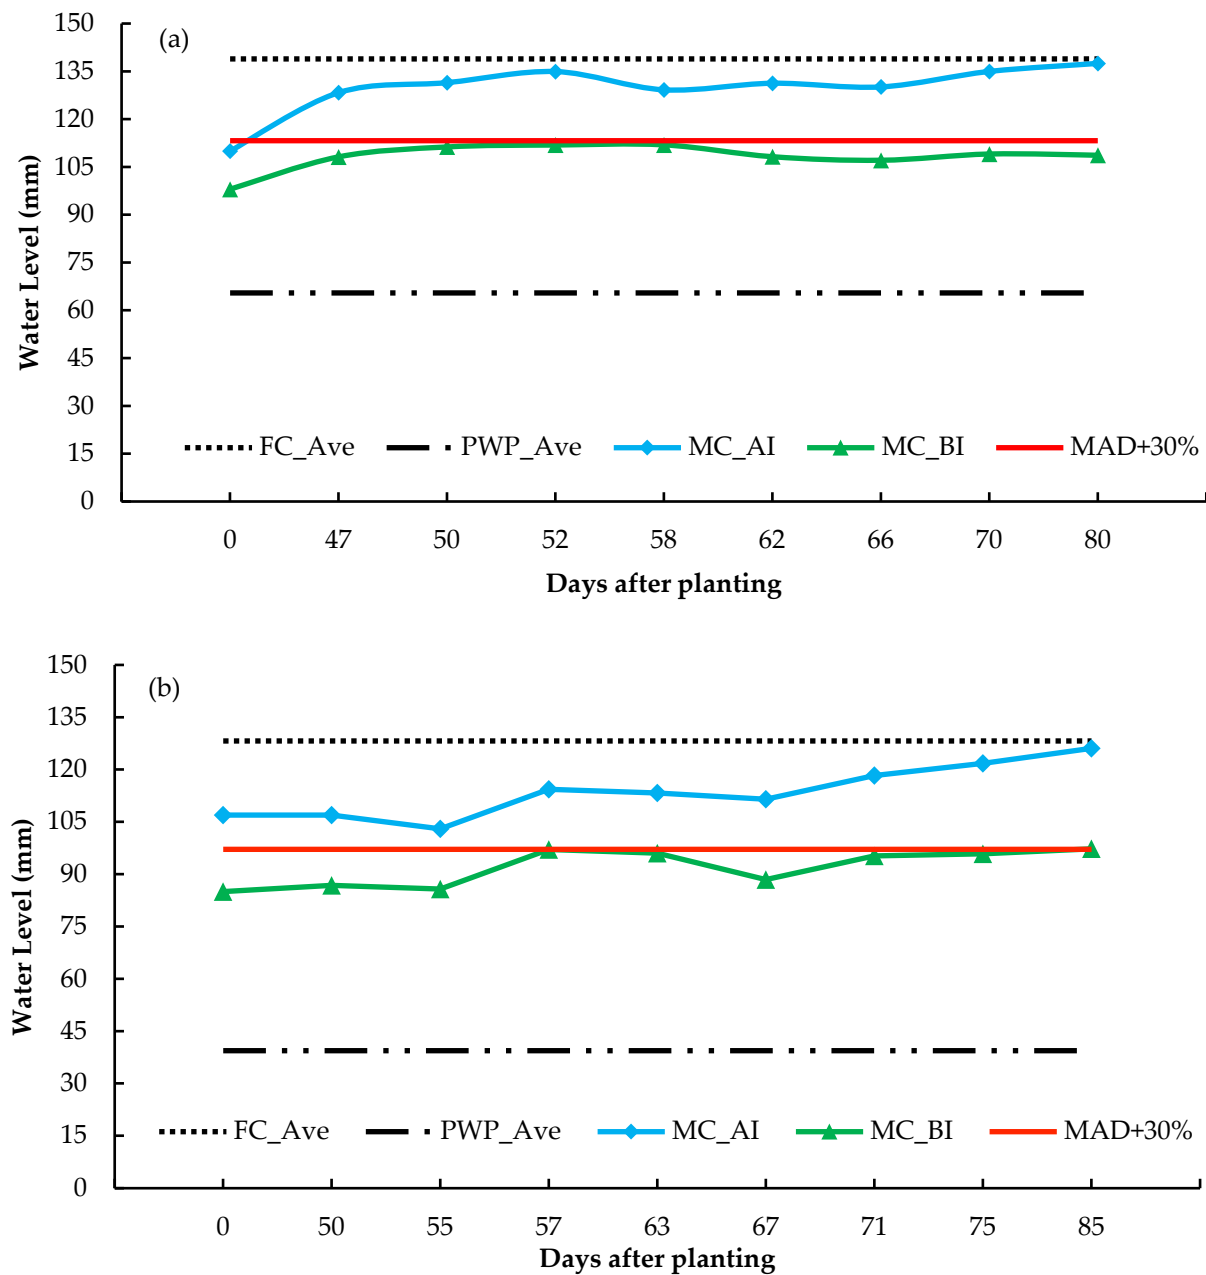 (a)
150
135
120
105
90
75
60
45
30
15
0
Water Level (mm)
FC_Ave PWP_Ave MC_AI MC_BI MAD+30%
0 47 50 52 58 62 66 70 80
Days after planting
(b)
150
135
120
105
90
75
60
45
30
15
0
Water Level (mm)
FC_Ave PWP_Ave MC_AI MC_BI MAD+30%
0 50 55 57 63 67 71 75 85
Days after planting